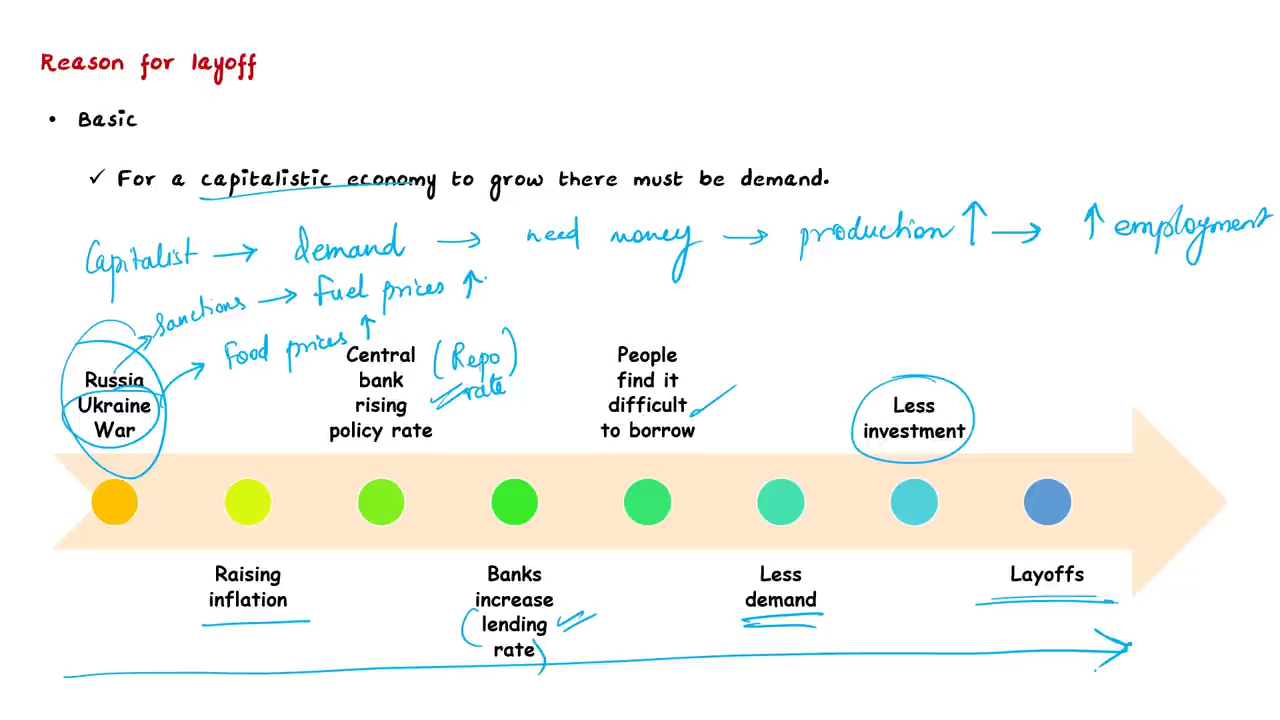 Reason for layoff
• Basic
✓ For a capitalistic economy to grow there must be demand.
Capitalist → demand → need money → production ↑ → ↑ employment
Sanctions → Fuel prices ↑
Food prices ↑
Russia
Ukraine
War
Central
bank
rising
policy rate
(Repo
rate)
People
find it
difficult
to borrow
Less
investment
Raising
inflation
Banks
increase
(lending
rate)
Less
demand
Layoffs